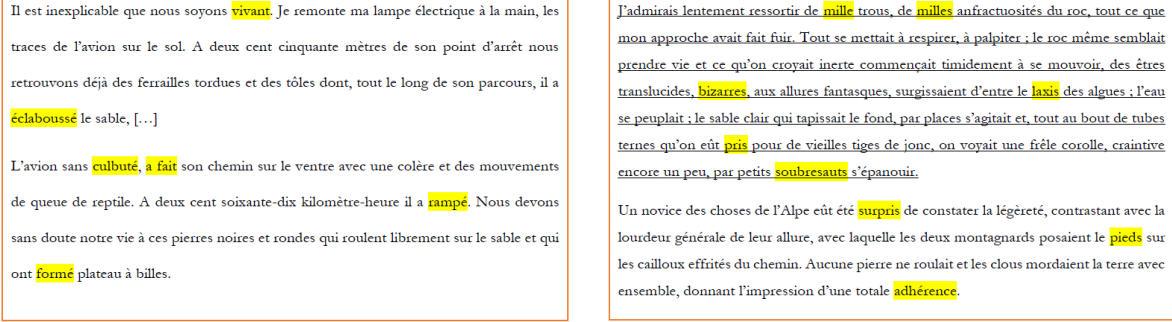 Il est inexplicable que nous soyons vivant. Je remonte ma lampe électrique à la main, les
traces de l'avion sur le sol. A deux cent cinquante mètres de son point d'arrêt nous
retrouvons déjà des ferrailles tordues et des tôles dont, tout le long de son parcours, il a
éclaboussé le sable, […]
L'avion sans culbuté, a fait son chemin sur le ventre avec une colère et des mouvements
de queue de reptile. A deux cent soixante-dix kilomètre-heure il a rampé. Nous devons
sans doute notre vie à ces pierres noires et rondes qui roulent librement sur le sable et qui
ont formé plateau à billes.
J'admirais lentement ressortir de mille trous, de milles anfractuosités du roc, tout ce que
mon approche avait fait fuir. Tout se mettait à respirer, à palpiter ; le roc même semblait
prendre vie et ce qu'on croyait inerte commençait timidement à se mouvoir, des êtres
translucides, bizarres, aux allures fantasques, surgissaient d'entre le laxis des algues ; l'eau
se peuplait ; le sable clair qui tapissait le fond, par places s'agitait et, tout au bout de tubes
ternes qu'on eût pris pour de vieilles tiges de jonc, on voyait une frêle corolle, craintive
encore un peu, par petits soubresauts s'épanouir.
Un novice des choses de l'Alpe eût été surpris de constater la légèreté, contrastant avec la
lourdeur générale de leur allure, avec laquelle les deux montagnards posaient le pieds sur
les cailloux effrités du chemin. Aucune pierre ne roulait et les clous mordaient la terre avec
ensemble, donnant l'impression d'une totale adhérence.